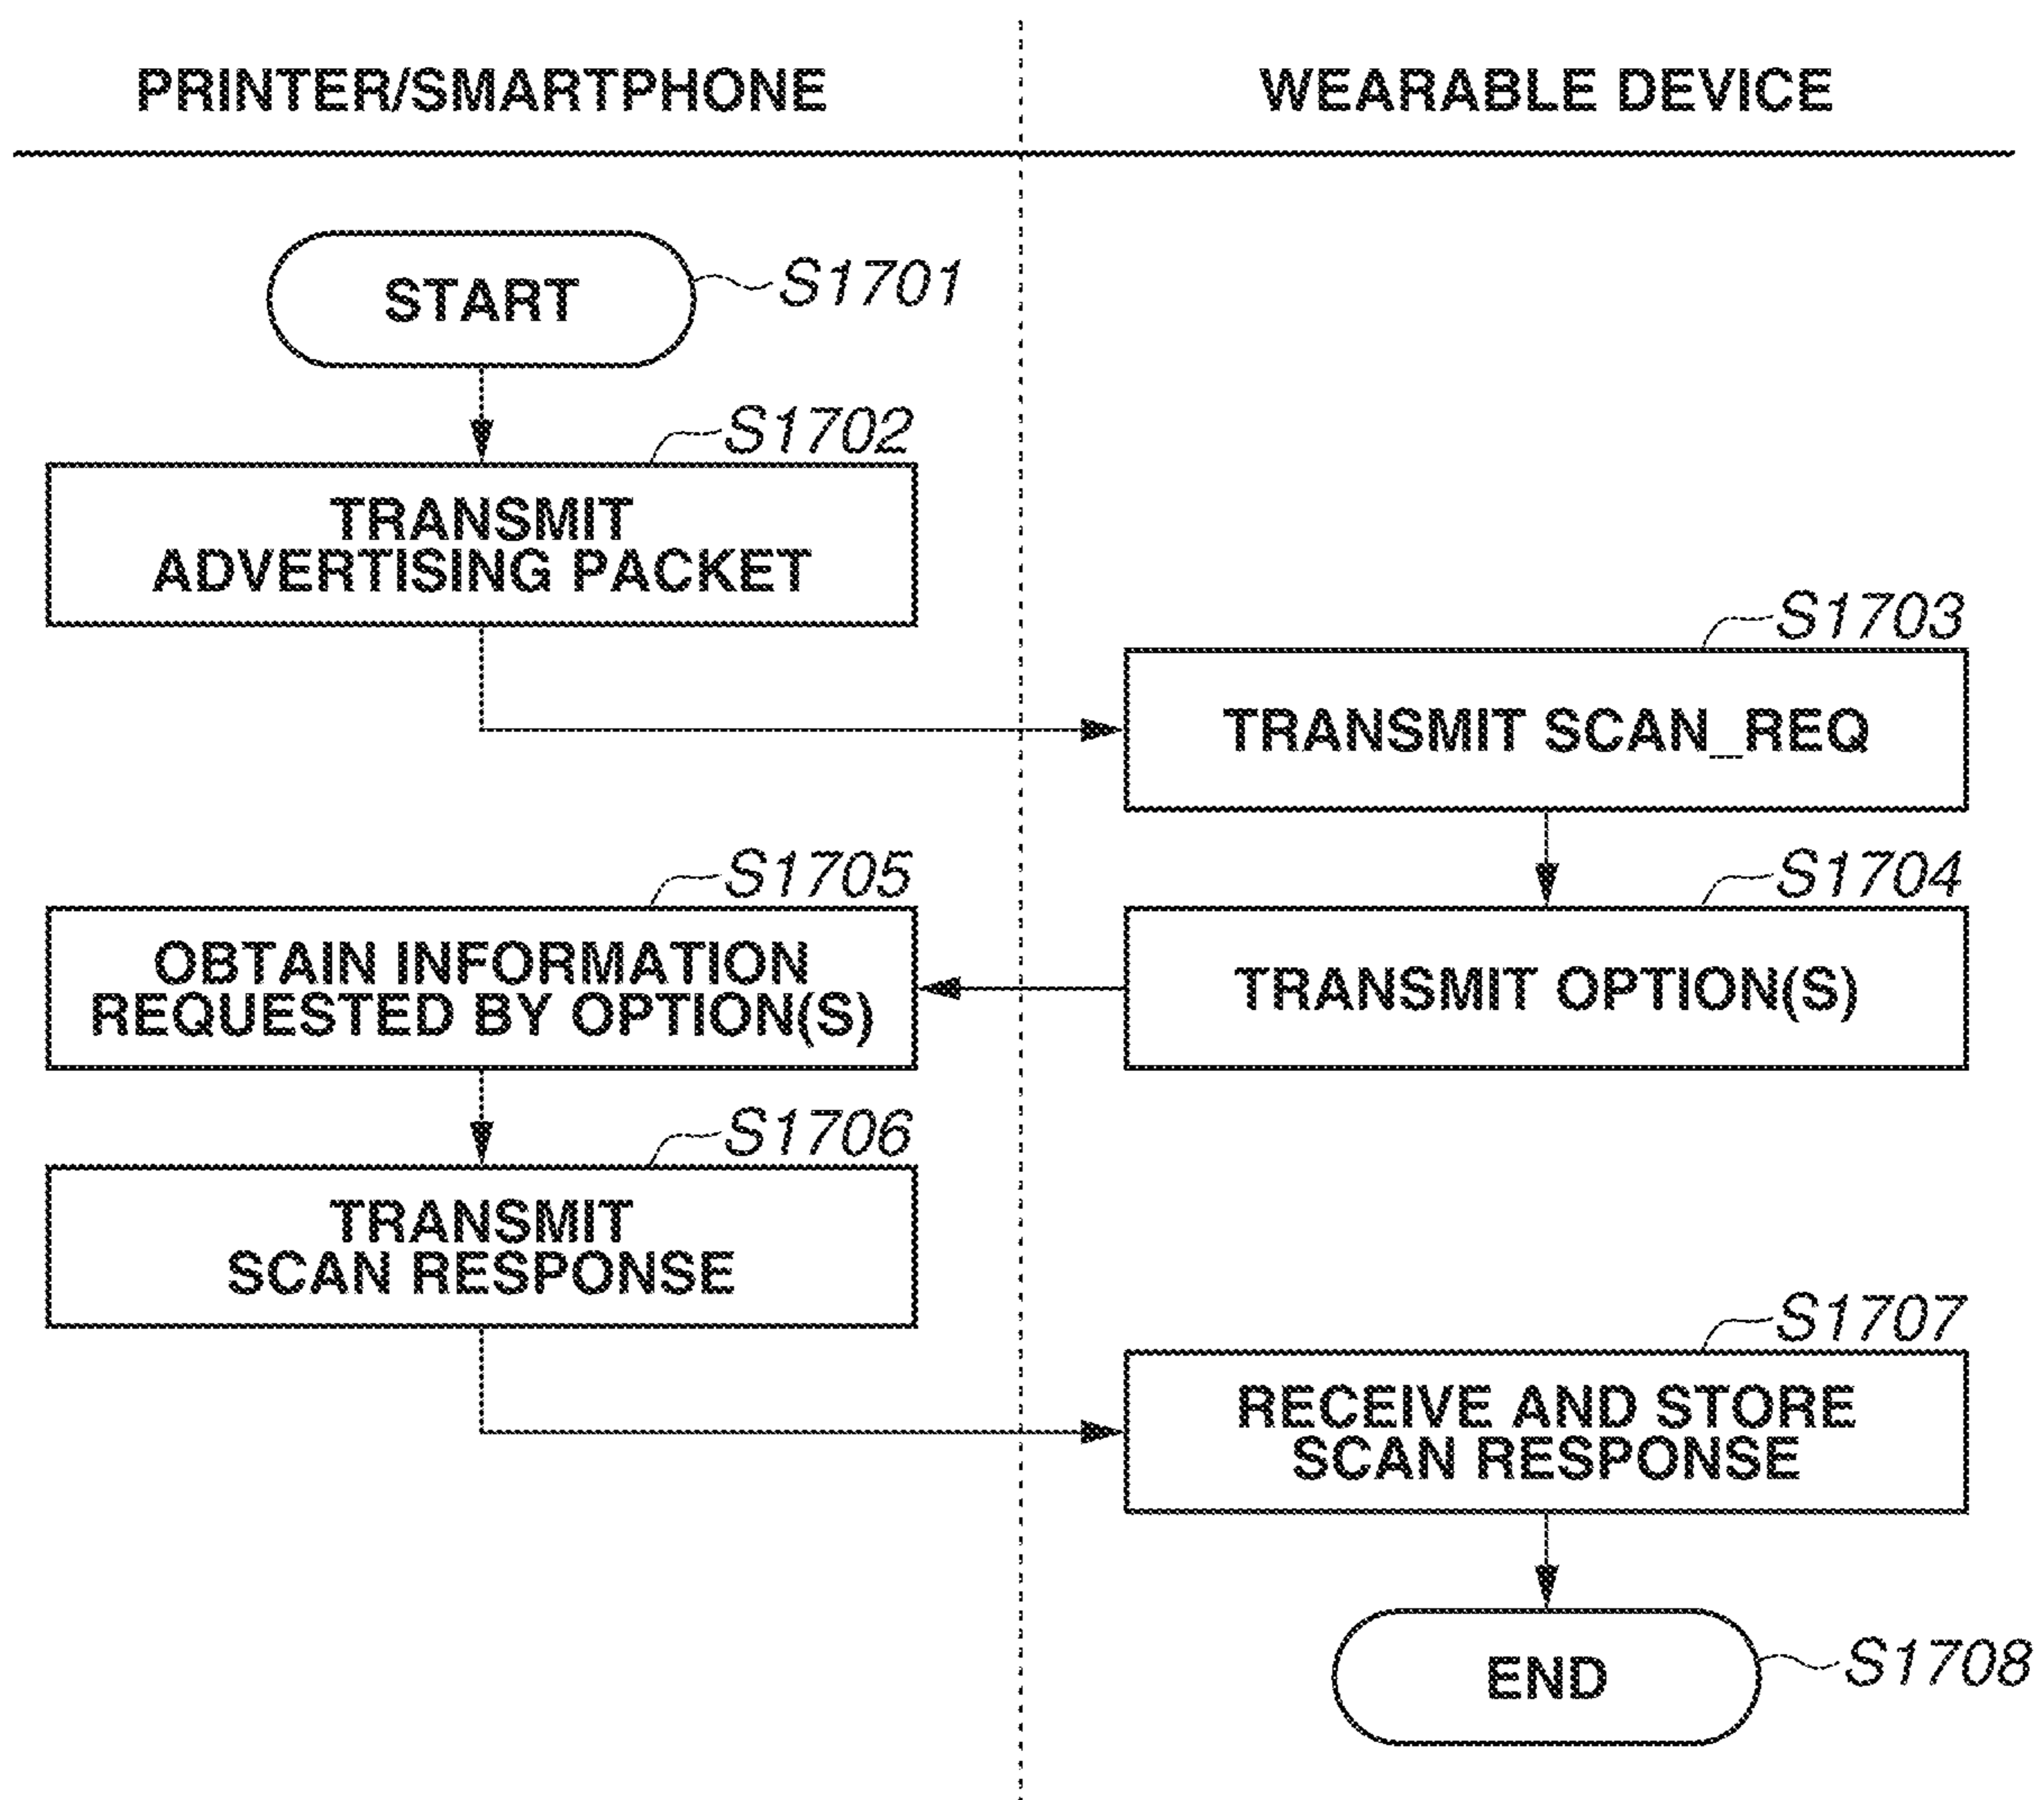 PRINTER/SMARTPHONE
WEARABLE DEVICE
START
S1701
S1702
TRANSMIT
ADVERTISING PACKET
S1703
TRANSMIT SCAN_REQ
S1704
TRANSMIT OPTION(S)
S1705
OBTAIN INFORMATION
REQUESTED BY OPTION(S)
S1706
TRANSMIT
SCAN RESPONSE
S1707
RECEIVE AND STORE
SCAN RESPONSE
END
S1708